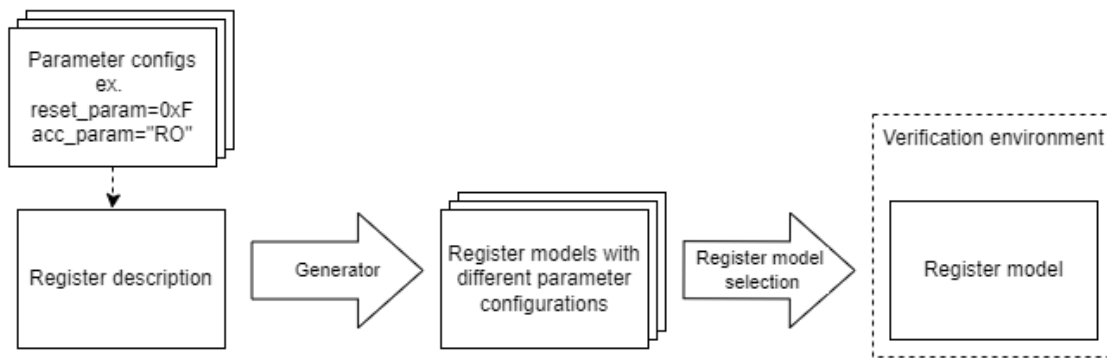 Parameter configs
ex.
reset_param=0xF
acc_param="RO"
Verification environment
Register description
Generator
Register models with
different parameter
configurations
Register model
selection
Register model